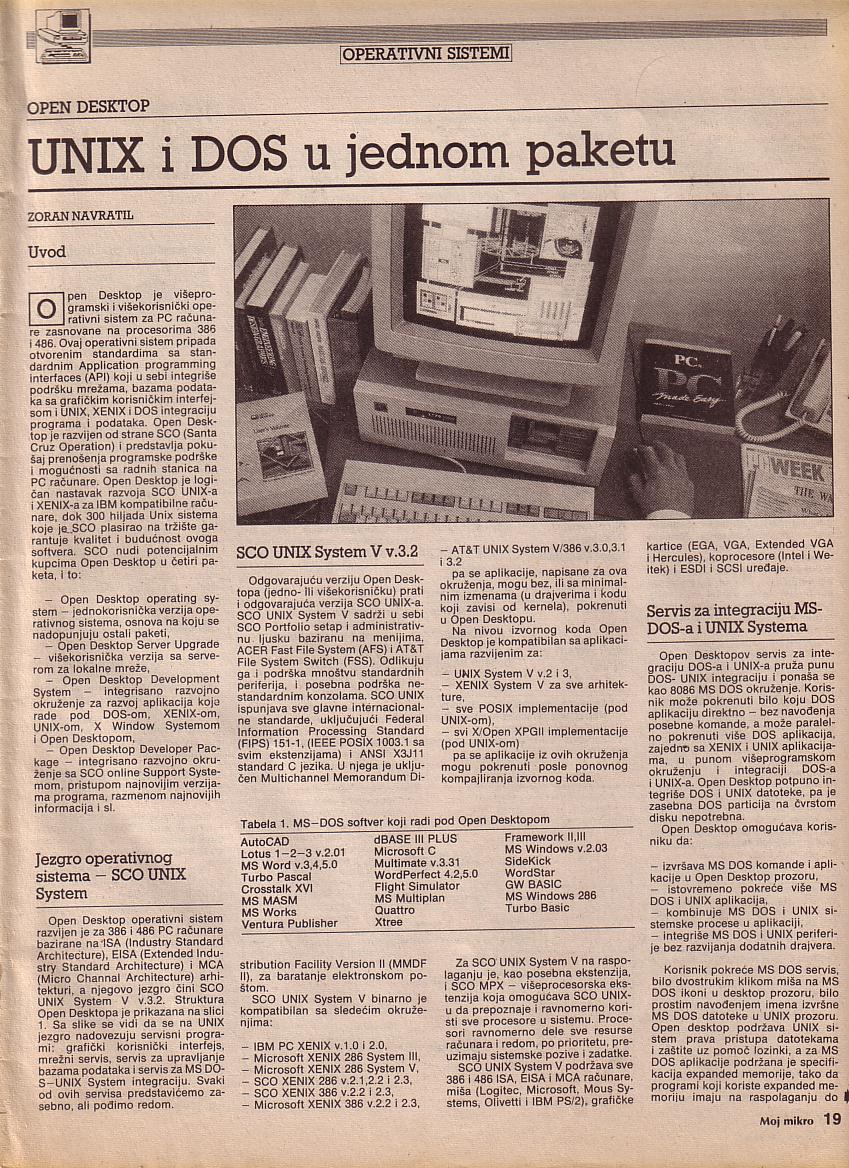 OPERATIVNI SISTEMI
OPEN DESKTOP
UNIX i DOS u jednom paketu
ZORAN NAVRATIL
Uvod
Open Desktop je višepro-
gramski i višekorisnički ope-
rativni sistem za PC računa-
re zasnovane na procesorima 386
i 486. Ovaj operativni sistem pripada
otvorenim standardima sa stan-
dardnim Application programming
interfaces (API) koji u sebi integriše
podršku mrežama, bazama podata-
ka sa grafičkim korisničkim interfej-
som i UNIX, XENIX i DOS integraciju
programa i podataka. Open Desk-
top je razvijen od strane SCO (Santa
Cruz Operation) i predstavlja poku-
šaj prenošenja programske podrške
i mogućnosti sa radnih stanica na
PC računare. Open Desktop je logi-
čan nastavak razvoja SCO UNIX-a
i XENIX-a za IBM kompatibilne raču-
nare, dok 300 hiljada Unix sistema
koje je SCO plasirao na tržište ga-
rantuje kvalitet i budućnost ovoga
softvera. SCO nudi potencijalnim
kupcima Open Desktop u četiri pa-
keta, i to:
– Open Desktop operating sy-
stem – jednokorisnička verzija ope-
rativnog sistema, osnova na koju se
nadopunjuju ostali paketi,
– Open Desktop Server Upgrade
– višekorisnička verzija sa serve-
rom za lokalne mreže,
– Open Desktop Development
System – integrisano razvojno
okruženje za razvoj aplikacija koja
rade pod DOS-om, XENIX-om,
UNIX-om, X Window Systemom
i Open Desktopom,
– Open Desktop Developer Pac-
kage – integrisano razvojno okru-
ženje sa SCO online Support Syste-
mom, pristupom najnovijim verzija-
ma programa, razmenom najnovijih
informacija i sl.
Jezgro operativnog
sistema – SCO UNIX
System
Open Desktop operativni sistem
razvijen je za 386 i 486 PC računare
bazirane na ISA (Industry Standard
Architecture), EISA (Extended Indu-
stry Standard Architecture) i MCA
(Micro Channal Architecture) arhi-
tekturi, a njegovo jezgro čini SCO
UNIX System V v.3.2. Struktura
Open Desktopa je prikazana na slici
1. Sa slike se vidi da se na UNIX
jezgro nadovezuju servisni progra-
mi: grafički korisnički interfejs,
mrežni servis, servis za upravljanje
bazama podataka i servis za MS DO-
S–UNIX System integraciju. Svaki
od ovih servisa predstavićemo za-
sebno, ali pođimo redom.
PC
PC
Made Easy
WEEK
THE WA
SCO UNIX System V v.3.2
Odgovarajuću verziju Open Desk-
topa (jedno- ili višekorisničku) prati
i odgovarajuća verzija SCO UNIX-a.
SCO UNIX System V sadrži u sebi
SCO Portfolio setap i administrativ-
nu ljusku baziranu na menijima,
ACER Fast File System (AFS) i AT&T
File System Switch (FSS). Odlikuju
ga i podrška mnoštvu standardnih
periferija, i posebna podrška ne-
standardnim konzolama. SCO UNIX
ispunjava sve glavne internacional-
ne standarde, uključujući Federal
Information Processing Standard
(FIPS) 151-1, (IEEE POSIX 1003.1 sa
svim ekstenzijama) i ANSI X3J11
standard C jezika. U njega je uklju-
čen Multichannel Memorandum Di-
– AT&T UNIX System V/386 v.3.0,3.1
i 3.2
pa se aplikacije, napisane za ova
okruženja, mogu bez, ili sa minimal-
nim izmenama (u drajverima i kodu
koji zavisi od kernela), pokrenuti
u Open Desktopu.
Na nivou izvornog koda Open
Desktop je kompatibilan sa aplikaci-
jama razvijenim za:
– UNIX System V v.2 i 3,
– XENIX System V za sve arhitek-
ture,
– sve POSIX implementacije (pod
UNIX-om),
– svi X/Open XPGII implementacije
(pod UNIX-om)
pa se aplikacije iz ovih okruženja
mogu pokrenuti posle ponovnog
kompajliranja izvornog koda.
Tabela 1. MS–DOS softver koji radi pod Open Desktopom
AutoCAD
Lotus 1–2–3 v.2.01
MS Word v.3,4,5.0
Turbo Pascal
Crosstalk XVI
MS MASM
MS Works
Ventura Publisher
dBASE III PLUS
Microsoft C
Multimate v.3.31
WordPerfect 4.2,5.0
Flight Simulator
MS Multiplan
Quattro
Xtree
Framework II,III
MS Windows v.2.03
SideKick
WordStar
GW BASIC
MS Windows 286
Turbo Basic
stribution Facility Version II (MMDF
II), za baratanje elektronskom po-
štom.
SCO UNIX System V binarno je
kompatibilan sa sledećim okruže-
njima:
– IBM PC XENIX v.1.0 i 2.0,
– Microsoft XENIX 286 System III,
– Microsoft XENIX 286 System V,
– SCO XENIX 286 v.2.1,2.2 i 2.3,
– SCO XENIX 386 v.2.2 i 2.3,
– Microsoft XENIX 386 v.2.2 i 2.3,
Za SCO UNIX System V na raspo-
laganju je, kao posebna ekstenzija,
i SCO MPX – višeprocesorska eks-
tenzija koja omogućava SCO UNIX-
u da prepoznaje i ravnomerno kori-
sti sve procesore u sistemu. Proce-
sori ravnomerno dele sve resurse
računara i redom, po prioritetu, pre-
uzimaju sistemske pozive i zadatke.
SCO UNIX System V podržava sve
386 i 486 ISA, EISA i MCA računare,
miša (Logitec, Microsoft, Mous Sy-
stems, Olivetti i IBM PS/2), grafičke
kartice (EGA, VGA, Extended VGA
i Hercules), koprocesore (Intel i We-
itek) i ESDI i SCSI uređaje.
Servis za integraciju MS-
DOS-a i UNIX Systema
Open Desktopov servis za inte-
graciju DOS-a i UNIX-a pruža punu
DOS- UNIX integraciju i ponaša se
kao 8086 MS DOS okruženje. Koris-
nik može pokrenuti bilo koju DOS
aplikaciju direktno – bez navođenja
posebne komande, a može paralel-
no pokrenuti više DOS aplikacija,
zajedno sa XENIX i UNIX aplikacija-
ma, u punom višeprogramskom
okruženju i integraciji DOS-a
i UNIX-a. Open Desktop potpuno in-
tegriše DOS i UNIX datoteke, pa je
zasebna DOS particija na čvrstom
disku nepotrebna.
Open Desktop omogućava koris-
niku da:
– izvršava MS DOS komande i apli-
kacije u Open Desktop prozoru,
– istovremeno pokreće više MS
DOS i UNIX aplikacija,
– kombinuje MS DOS i UNIX si-
stemske procese u aplikaciji,
– integriše MS DOS i UNIX periferi-
je bez razvijanja dodatnih drajvera.
Korisnik pokreće MS DOS servis,
bilo dvostrukim klikom miša na MS
DOS ikoni u desktop prozoru, bilo
prostim navođenjem imena izvršne
MS DOS datoteke u UNIX prozoru.
Open desktop podržava UNIX si-
stem prava pristupa datotekama
i zaštite uz pomoć lozinki, a za MS
DOS aplikacije podržana je specifi-
kacija expanded memorije, tako da
programi koji koriste expanded me-
moriju imaju na raspolaganju do
Moj mikro 19